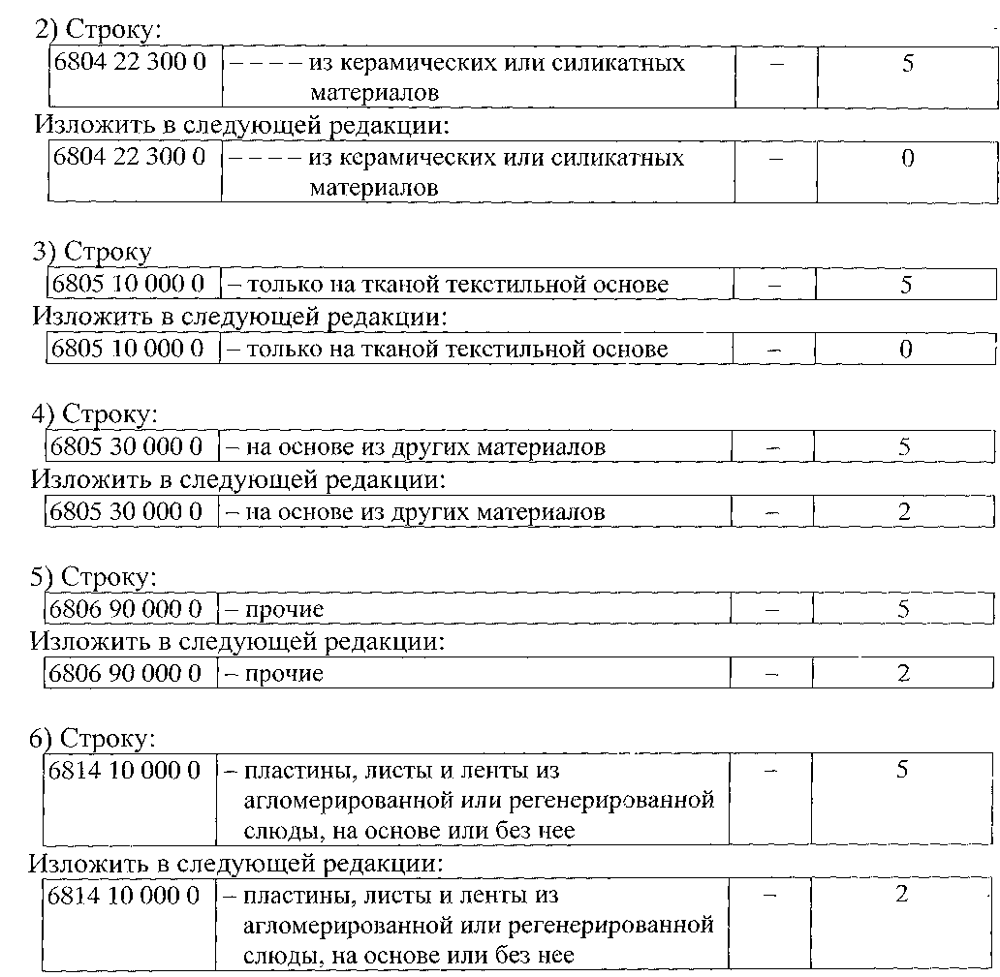 2) Строку:
6804 22 300 0 – – – – из керамических или силикатных – 5
материалов
Изложить в следующей редакции:
6804 22 300 0 – – – – из керамических или силикатных – 0
материалов
3) Строку
6805 10 000 0 – только на тканой текстильной основе – 5
Изложить в следующей редакции:
6805 10 000 0 – только на тканой текстильной основе – 0
4) Строку:
6805 30 000 0 – на основе из других материалов – 5
Изложить в следующей редакции:
6805 30 000 0 – на основе из других материалов – 2
5) Строку:
6806 90 000 0 – прочие – 5
Изложить в следующей редакции:
6806 90 000 0 – прочие – 2
6) Строку:
6814 10 000 0 – пластины, листы и ленты из – 5
агломерированной или регенерированной
слюды, на основе или без нее
Изложить в следующей редакции:
6814 10 000 0 – пластины, листы и ленты из – 2
агломерированной или регенерированной
слюды, на основе или без нее